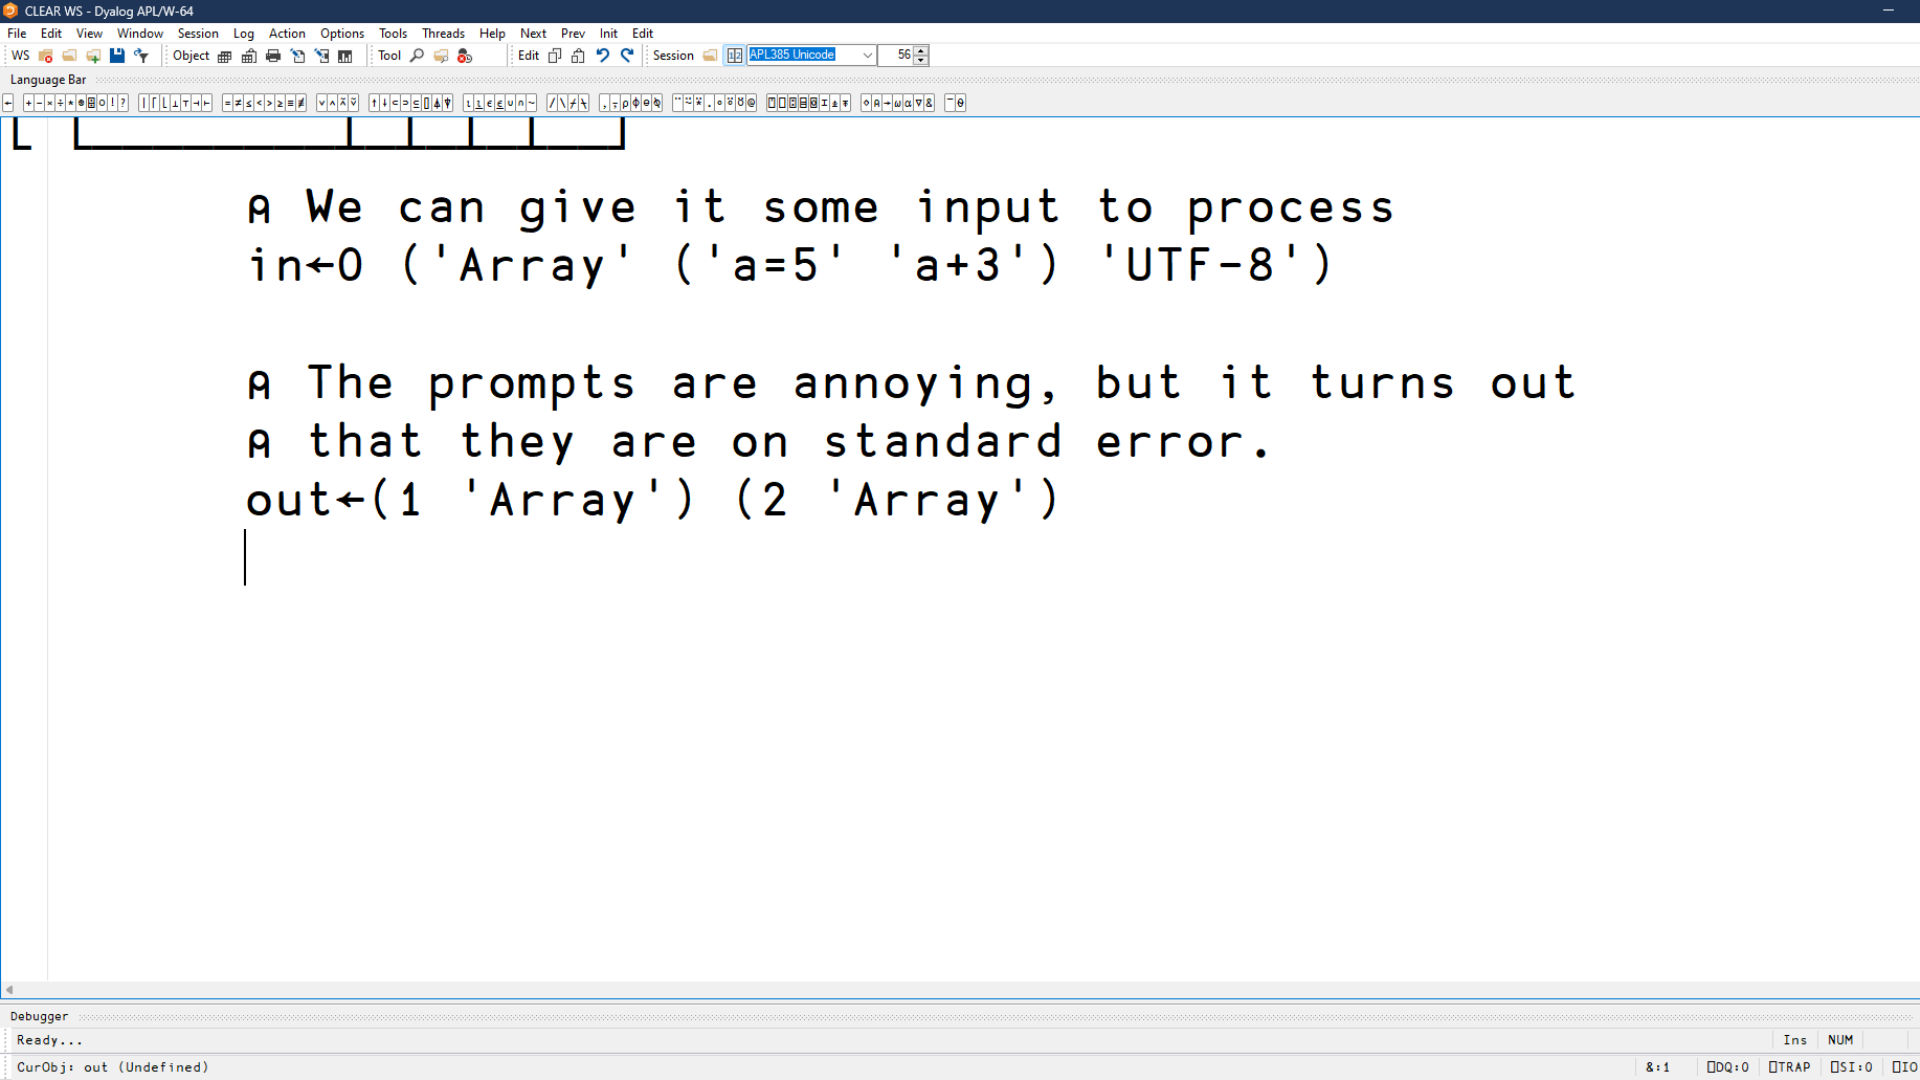 CLEAR WS - Dyalog APL/W-64
File Edit View Window Session Log Action Options Tools Threads Help Next Prev Init Edit
WS Object Tool Edit Session APL385 Unicode 56
Language Bar
⍝ We can give it some input to process
in←0 ('Array' ('a=5' 'a+3') 'UTF-8')
⍝ The prompts are annoying, but it turns out
⍝ that they are on standard error.
out←(1 'Array') (2 'Array')
Debugger
Ready... Ins NUM
CurObj: out (Undefined) &:1 ⎕DQ:0 ⎕TRAP ⎕SI:0 ⎕IO